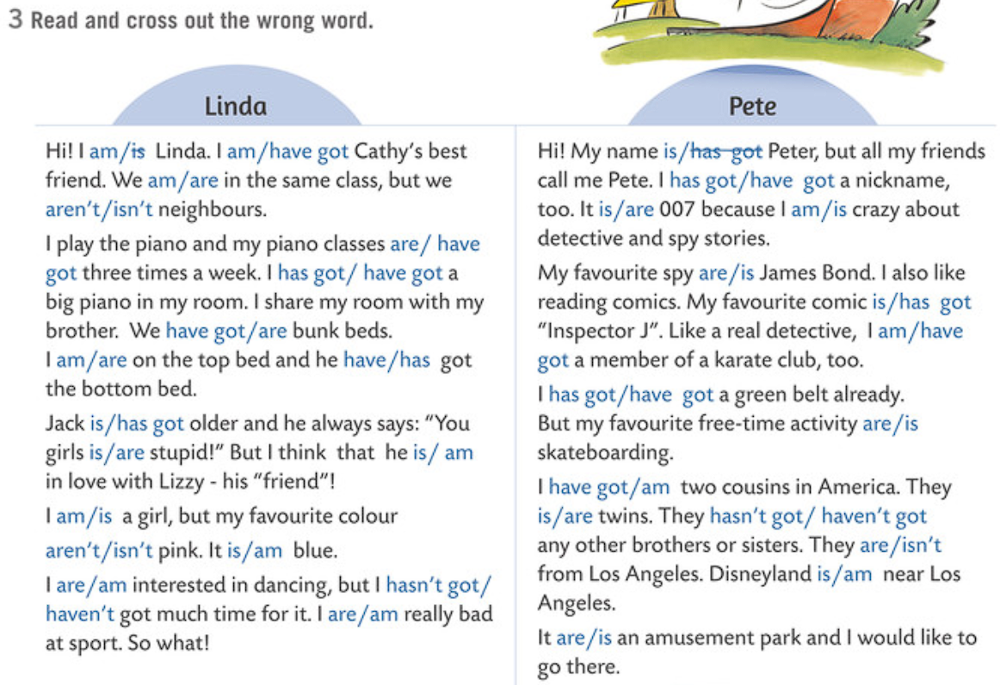 3 Read and cross out the wrong word.
Linda
Hi! I am/is Linda. I am/have got Cathy's best
friend. We am/are in the same class, but we
aren't/isn't neighbours.
I play the piano and my piano classes are/ have
got three times a week. I has got/ have got a
big piano in my room. I share my room with my
brother. We have got/are bunk beds.
I am/are on the top bed and he have/has got
the bottom bed.
Jack is/has got older and he always says: "You
girls is/are stupid!" But I think that he is/ am
in love with Lizzy - his "friend"!
I am/is a girl, but my favourite colour
aren't/isn't pink. It is/am blue.
I are/am interested in dancing, but I hasn't got/
haven't got much time for it. I are/am really bad
at sport. So what!
Pete
Hi! My name is/has got Peter, but all my friends
call me Pete. I has got/have got a nickname,
too. It is/are 007 because I am/is crazy about
detective and spy stories.
My favourite spy are/is James Bond. I also like
reading comics. My favourite comic is/has got
"Inspector J". Like a real detective, I am/have
got a member of a karate club, too.
I has got/have got a green belt already.
But my favourite free-time activity are/is
skateboarding.
I have got/am two cousins in America. They
is/are twins. They hasn't got/ haven't got
any other brothers or sisters. They are/isn't
from Los Angeles. Disneyland is/am near Los
Angeles.
It are/is an amusement park and I would like to
go there.